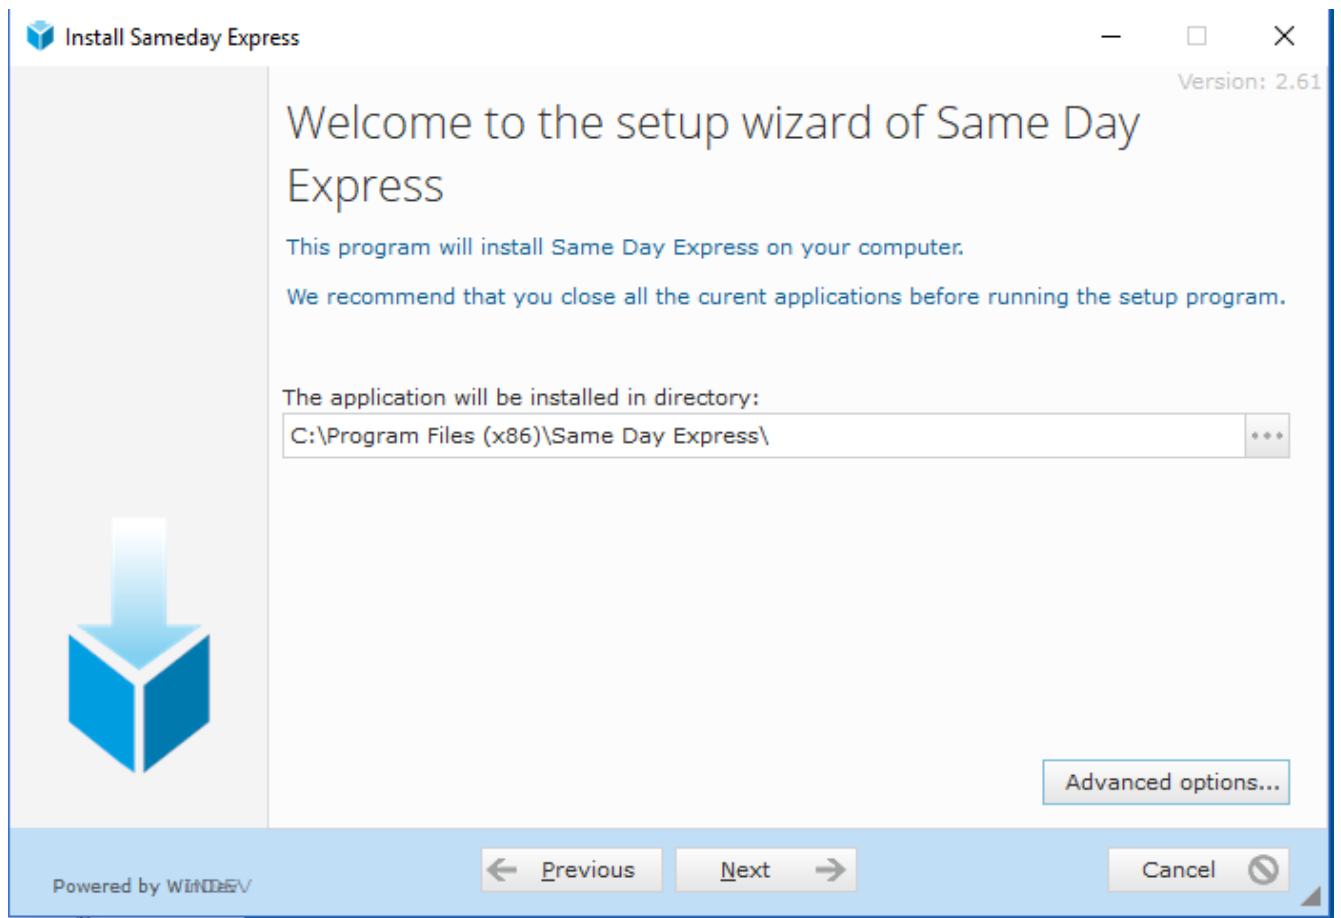 Install Sameday Express
Version: 2.61
Welcome to the setup wizard of Same Day
Express
This program will install Same Day Express on your computer.
We recommend that you close all the curent applications before running the setup program.
The application will be installed in directory:
C:\Program Files (x86)\Same Day Express\
Advanced options...
Previous
Next
Cancel
Powered by